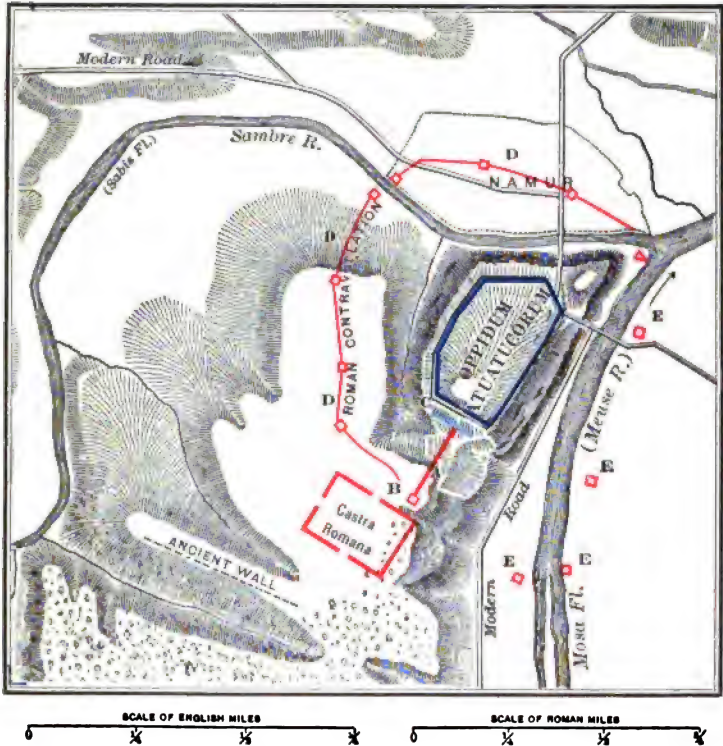 Modern Road
Sambre R.
(Sabis Fl.)
D
NAMUR
D
ROMAN CONTRAVALLATION
D
OPPIDUM
ATUATUCORUM
E
(Meuse R.)
C
A
B
Castra
Romana
E
Modern Road
ANCIENT WALL
E
E
Mosa Fl.
SCALE OF ENGLISH MILES
0 ¼ ½ ¾
SCALE OF ROMAN MILES
0 ¼ ½ ¾